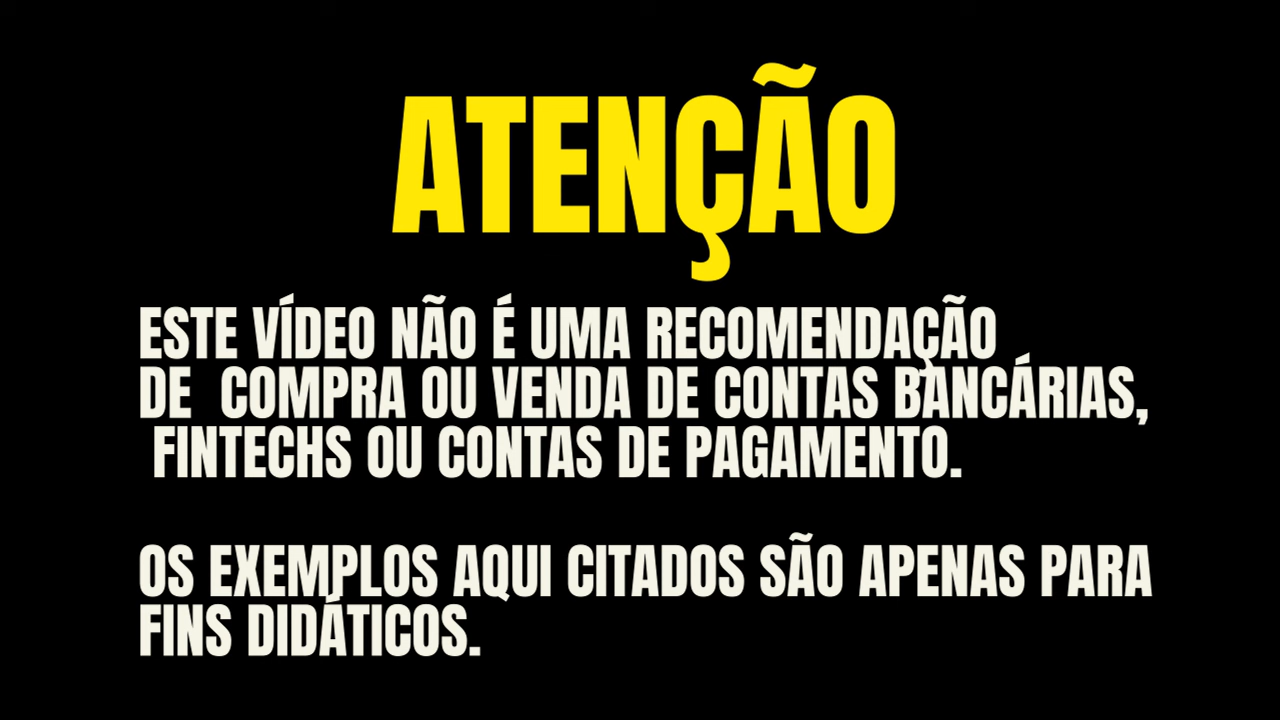 ATENÇÃO
ESTE VÍDEO NÃO É UMA RECOMENDAÇÃO
DE COMPRA OU VENDA DE CONTAS BANCÁRIAS,
FINTECHS OU CONTAS DE PAGAMENTO.
OS EXEMPLOS AQUI CITADOS SÃO APENAS PARA
FINS DIDÁTICOS.